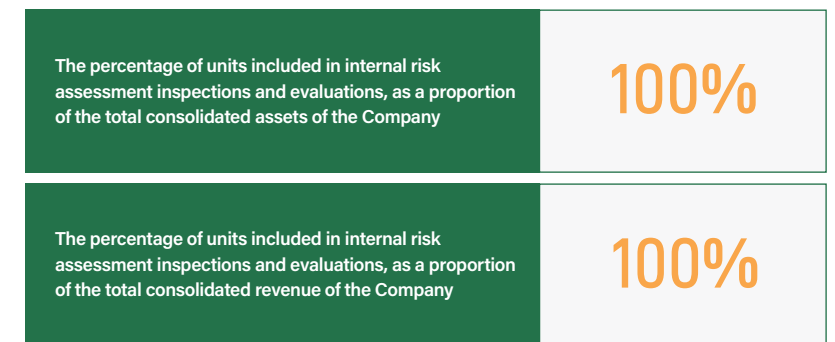 The percentage of units included in internal risk
assessment inspections and evaluations, as a proportion
of the total consolidated assets of the Company
100%
The percentage of units included in internal risk
assessment inspections and evaluations, as a proportion
of the total consolidated revenue of the Company
100%